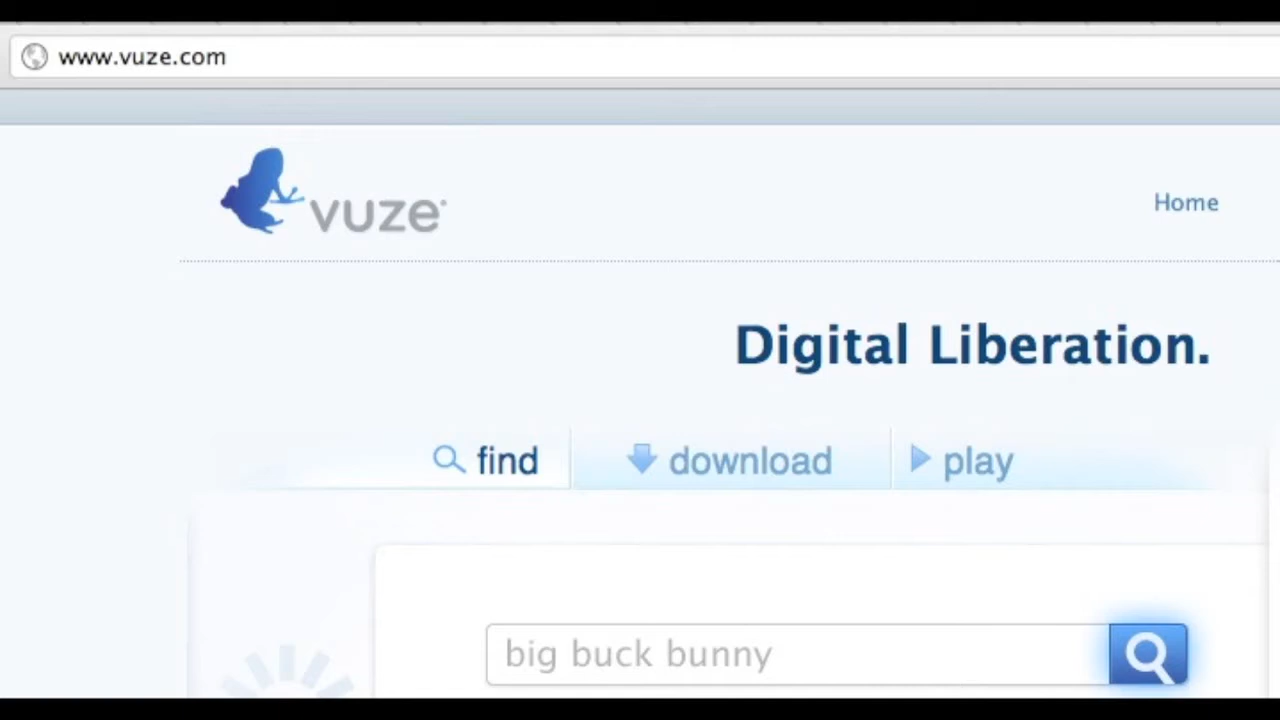 www.vuze.com
vuze
Home
Digital Liberation.
find download play
big buck bunny